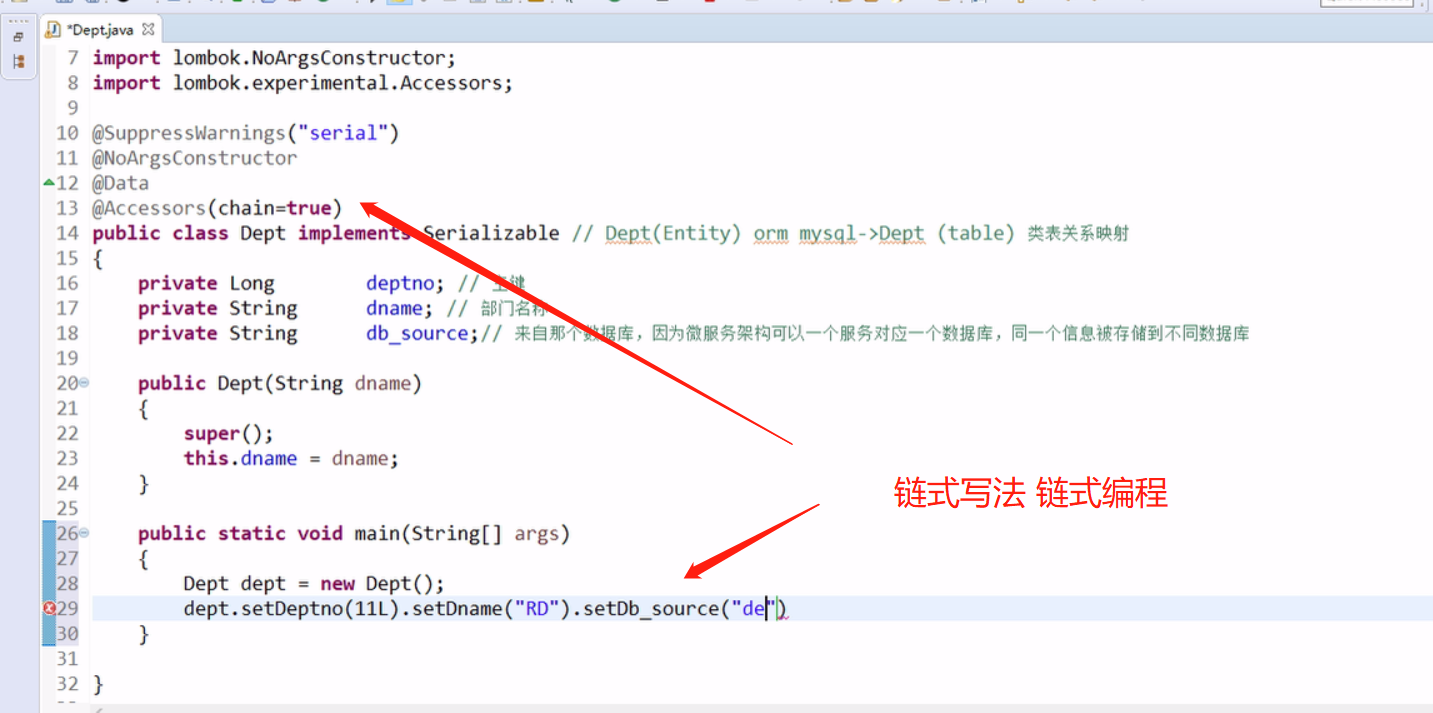 *Dept.java
7 import lombok.NoArgsConstructor;
8 import lombok.experimental.Accessors;
9
10 @SuppressWarnings("serial")
11 @NoArgsConstructor
12 @Data
13 @Accessors(chain=true)
14 public class Dept implements Serializable // Dept(Entity) orm mysql->Dept (table) 类表关系映射
15 {
16 private Long deptno; // 主键
17 private String dname; // 部门名称
18 private String db_source;// 来自那个数据库，因为微服务架构可以一个服务对应一个数据库，同一个信息被存储到不同数据库
19
20 public Dept(String dname)
21 {
22 super();
23 this.dname = dname;
24 }
25
链式写法 链式编程
26 public static void main(String[] args)
27 {
28 Dept dept = new Dept();
29 dept.setDeptno(11L).setDname("RD").setDb_source("de")
30 }
31
32 }